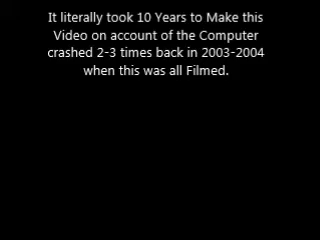 It literally took 10 Years to Make this
Video on account of the Computer
crashed 2-3 times back in 2003-2004
when this was all Filmed.